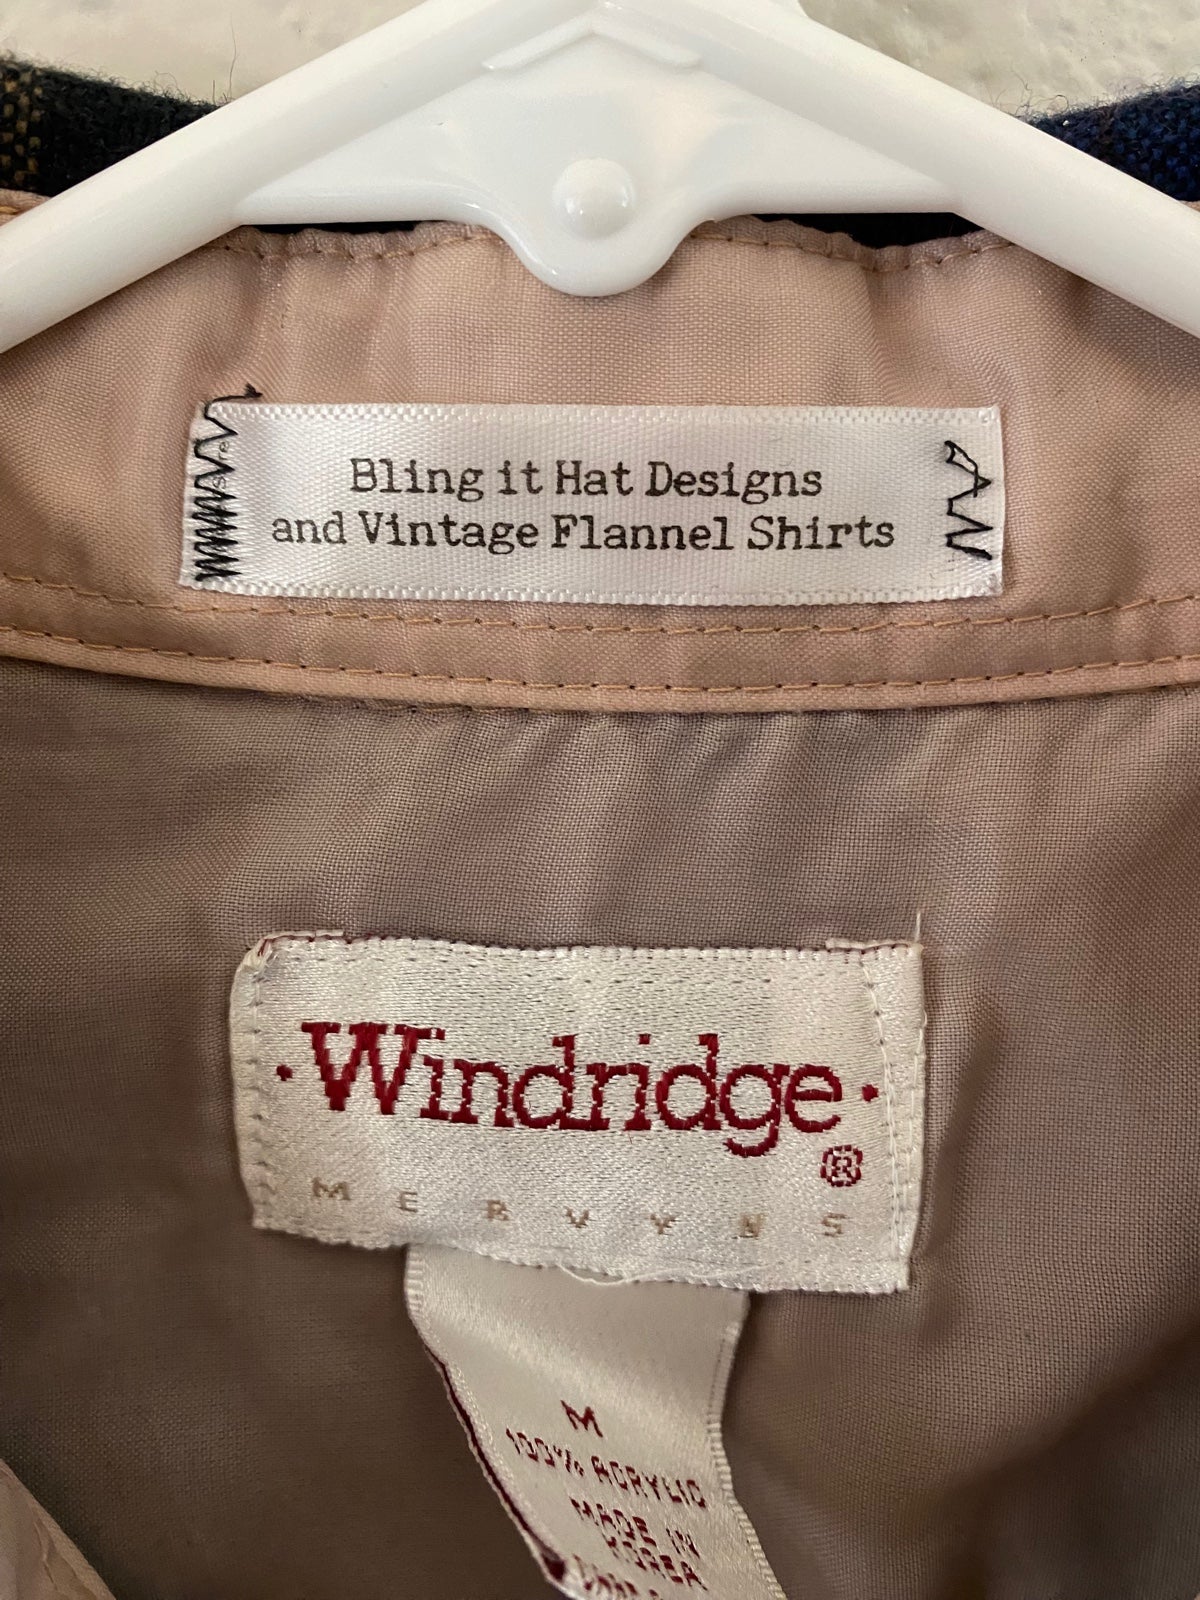 Bling it Hat Designs
and Vintage Flannel Shirts
·Windridge·
®
MERVYNS
M
100% ACRYLIC
MADE IN
KOREA